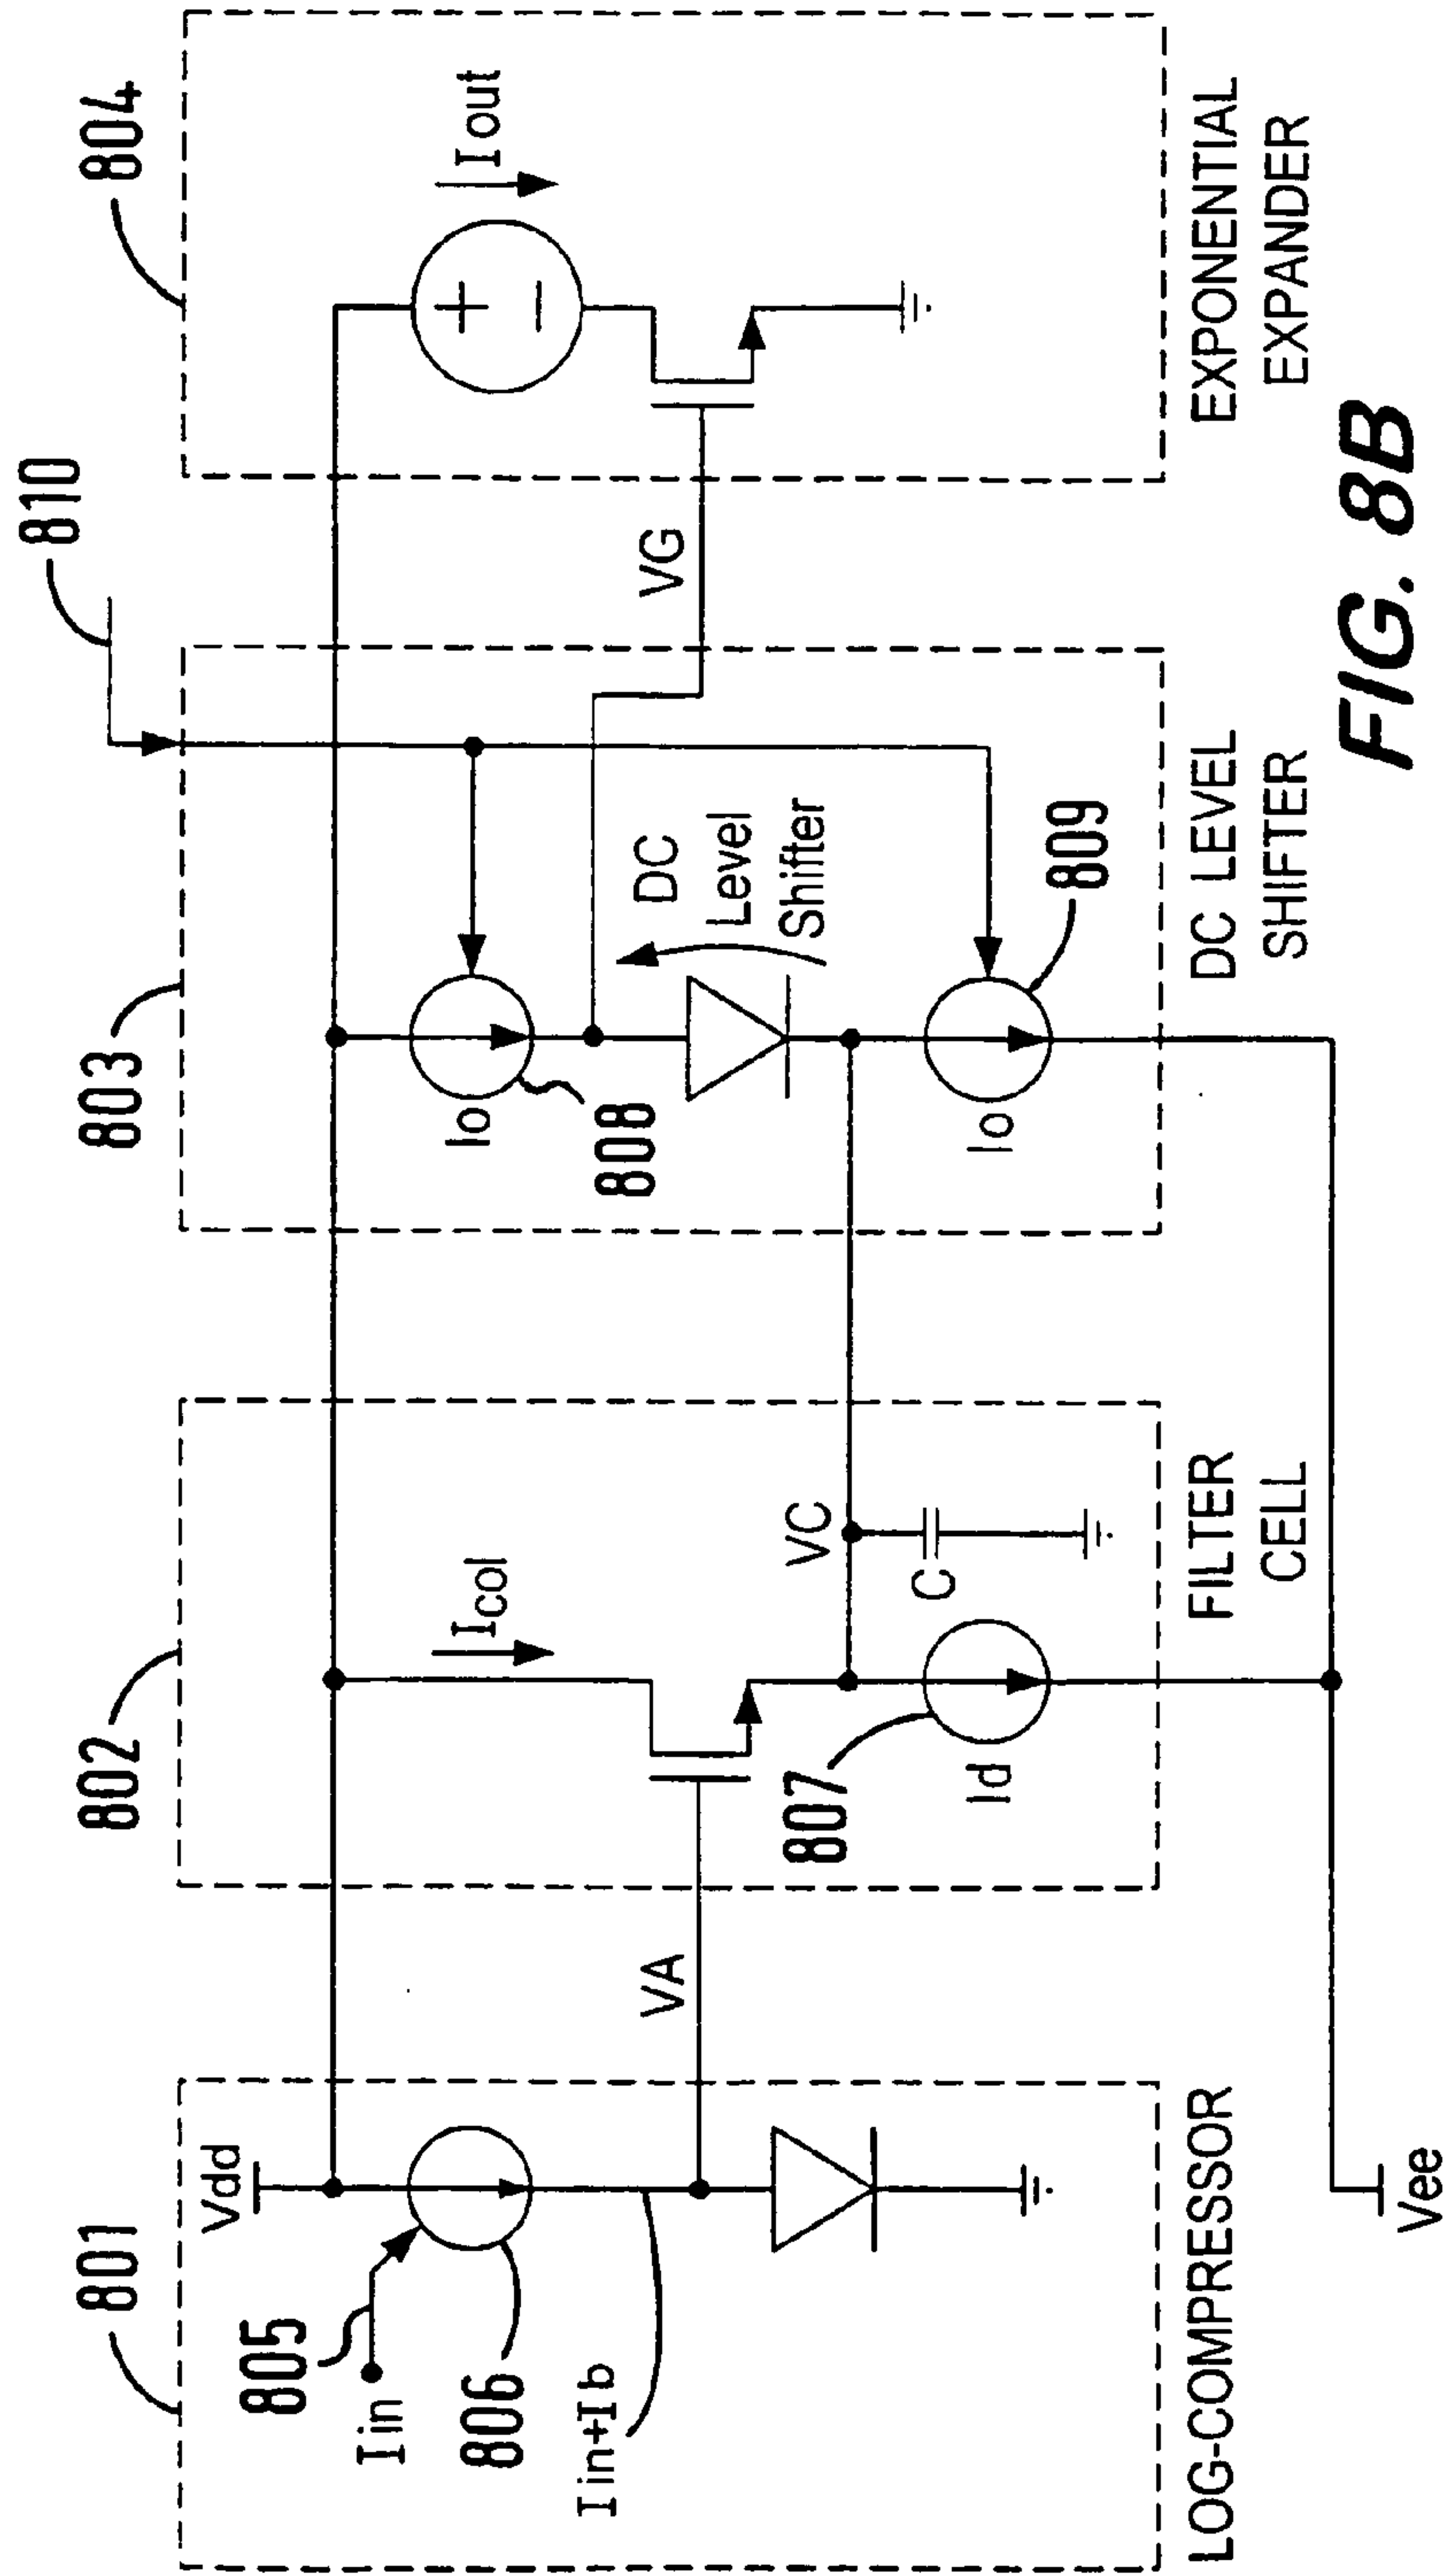 801
802
803
810
804
Vdd
805
Iin
806
Iin+Ib
VA
Icol
807
Id
VC
C
Io
808
DC
Level
Shifter
Io
809
VG
Iout
+
−
Vee
LOG-COMPRESSOR
FILTER
CELL
DC LEVEL
SHIFTER
EXPONENTIAL
EXPANDER
FIG. 8B